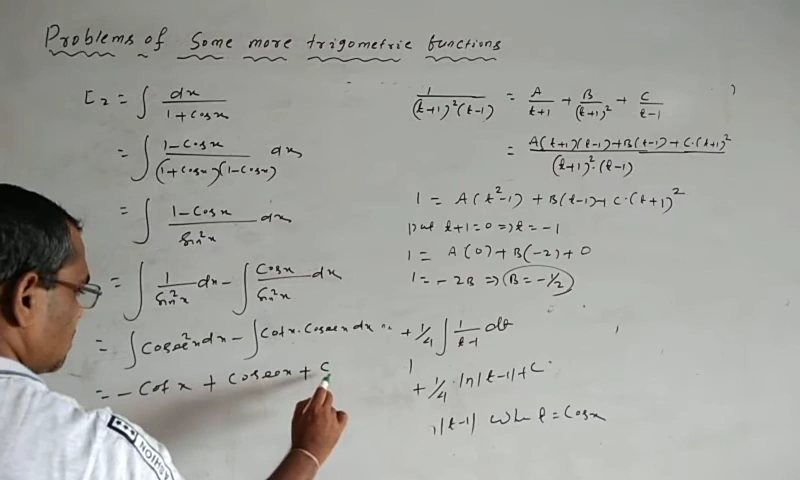 Problems of Some more trigometric functions
I₂ = ∫ dx / (1 + Cosx)
= ∫ (1 - Cosx) / ((1 + Cosx)(1 - Cosx)) dx
= ∫ (1 - Cosx) / Sin²x dx
= ∫ 1 / Sin²x dx - ∫ Cosx / Sin²x dx
= ∫ Cosec²x dx - ∫ Cotx · Cosecx dx
= - Cotx + Cosecx + C
1 / ((t+1)²(t-1)) = A / (t+1) + B / (t+1)² + C / (t-1)
= (A(t+1)(t-1) + B(t-1) + C·(t+1)²) / ((t+1)²·(t-1))
1 = A(t²-1) + B(t-1) + C·(t+1)²
put t+1=0 ⇒ t = -1
1 = A(0) + B(-2) + 0
1 = -2B ⇒ B = -1/2
+ 1/4 ∫ 1 / (t-1) dt
+ 1/4 · ln|t-1| + C
|t-1| t = Cosx
FASHION